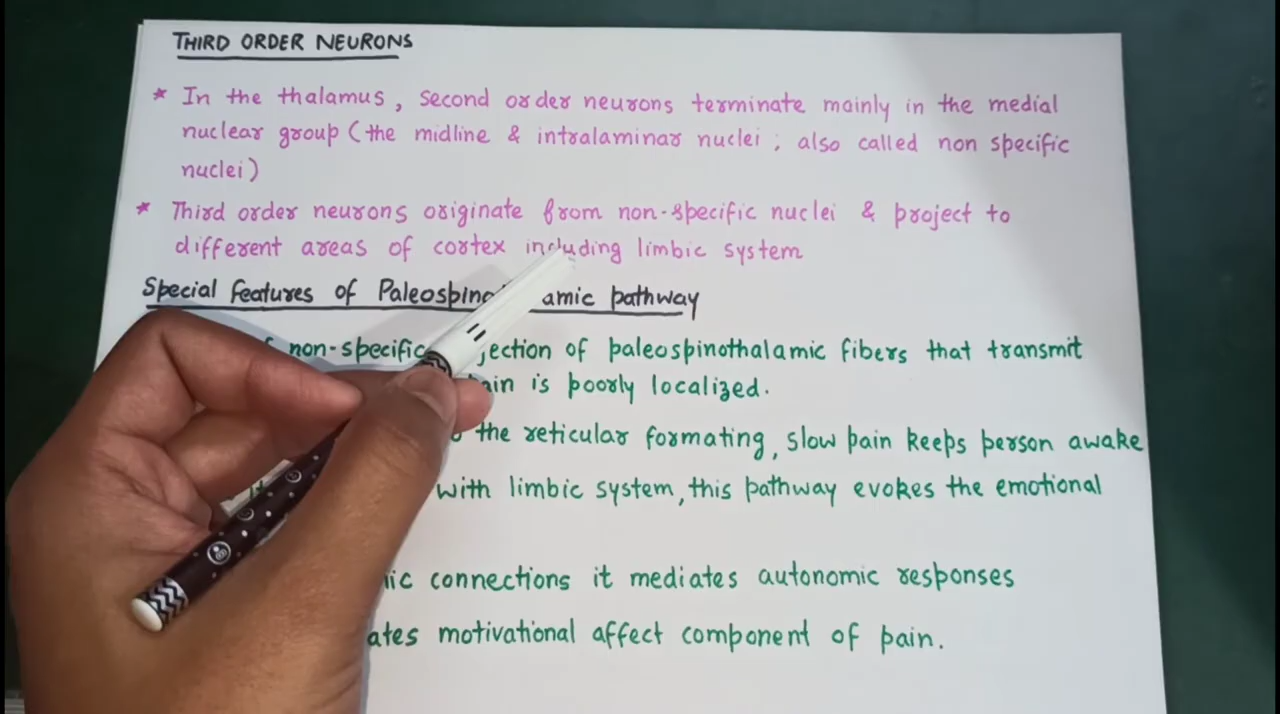 THIRD ORDER NEURONS
* In the thalamus, second order neurons terminate mainly in the medial
nuclear group (the midline & intralaminar nuclei; also called non specific
nuclei)
* Third order neurons originate from non-specific nuclei & project to
different areas of cortex including limbic system
Special features of Paleospino amic pathway
non-specific jection of paleospinothalamic fibers that transmit
ain is poorly localized.
the reticular formating, slow pain keeps person awake
with limbic system, this pathway evokes the emotional
ic connections it mediates autonomic responses
ates motivational affect component of pain.